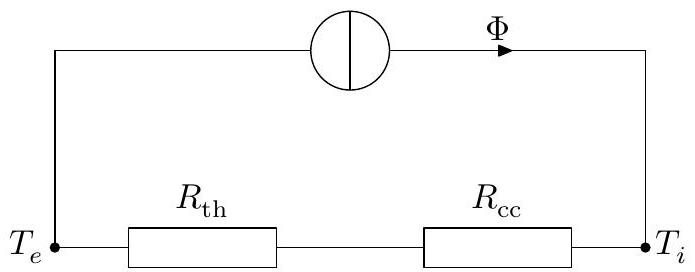 Φ
R_th R_cc
T_e T_i